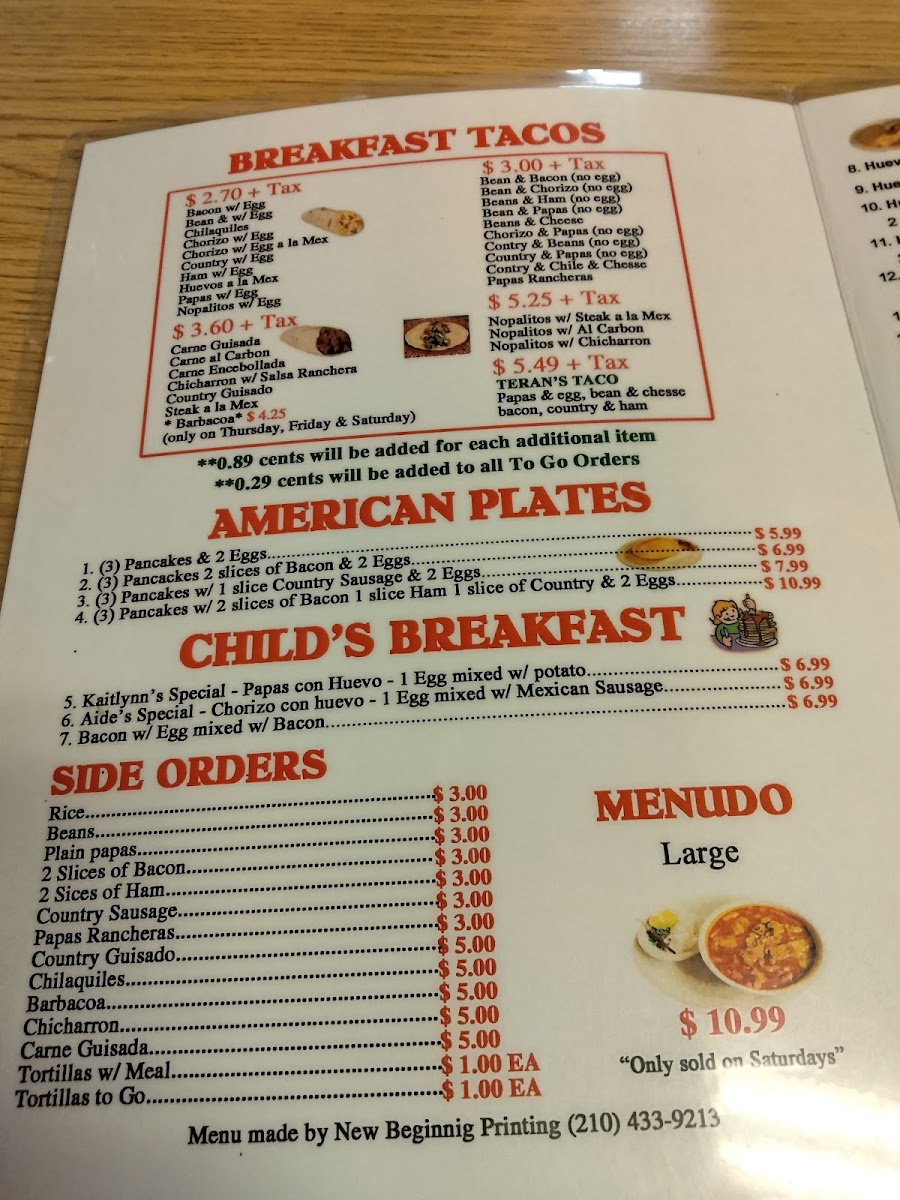 BREAKFAST TACOS
$ 2.70 + Tax
Bacon w/ Egg
Bean & w/ Egg
Chilaquiles
Chorizo w/ Egg
Chorizo w/ Egg a la Mex
Country w/ Egg
Ham w/ Egg
Huevos a la Mex
Papas w/ Egg
Nopalitos w/ Egg
$ 3.60 + Tax
Carne Guisada
Carne al Carbon
Carne Encebollada
Chicharron w/ Salsa Ranchera
Country Guisado
Steak a la Mex
* Barbacoa* $ 4.25
(only on Thursday, Friday & Saturday)
$ 3.00 + Tax
Bean & Bacon (no egg)
Bean & Chorizo (no egg)
Beans & Ham (no egg)
Bean & Papas (no egg)
Beans & Cheese
Chorizo & Papas (no egg)
Contry & Beans (no egg)
Country & Papas (no egg)
Contry & Chile & Chesse
Papas Rancheras
$ 5.25 + Tax
Nopalitos w/ Steak a la Mex
Nopalitos w/ Al Carbon
Nopalitos w/ Chicharron
$ 5.49 + Tax
TERAN'S TACO
Papas & egg, bean & chesse
bacon, country & ham
**0.89 cents will be added for each additional item
**0.29 cents will be added to all To Go Orders
AMERICAN PLATES
1. (3) Pancakes & 2 Eggs $ 5.99
2. (3) Pancackes 2 slices of Bacon & 2 Eggs $ 6.99
3. (3) Pancakes w/ 1 slice Country Sausage & 2 Eggs $ 7.99
4. (3) Pancakes w/ 2 slices of Bacon 1 slice Ham 1 slice of Country & 2 Eggs $ 10.99
CHILD'S BREAKFAST
5. Kaitlynn's Special - Papas con Huevo - 1 Egg mixed w/ potato $ 6.99
6. Aide's Special - Chorizo con huevo - 1 Egg mixed w/ Mexican Sausage $ 6.99
7. Bacon w/ Egg mixed w/ Bacon $ 6.99
SIDE ORDERS
Rice $ 3.00
Beans $ 3.00
Plain papas $ 3.00
2 Slices of Bacon $ 3.00
2 Sices of Ham $ 3.00
Country Sausage $ 3.00
Papas Rancheras $ 3.00
Country Guisado $ 5.00
Chilaquiles $ 5.00
Barbacoa $ 5.00
Chicharron $ 5.00
Carne Guisada $ 5.00
Tortillas w/ Meal $ 1.00 EA
Tortillas to Go $ 1.00 EA
MENUDO
Large
$ 10.99
"Only sold on Saturdays"
Menu made by New Beginnig Printing (210) 433-9213
8.
9.
10.
2
11.
12.